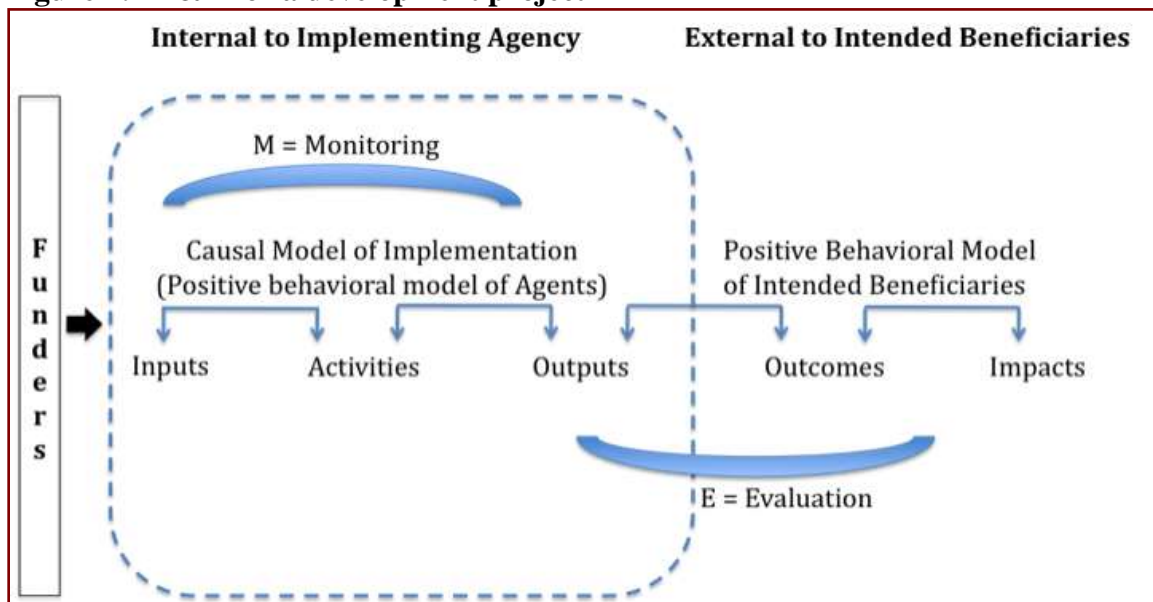 Internal to Implementing Agency
External to Intended Beneficiaries
M = Monitoring
Funders
Causal Model of Implementation
(Positive behavioral model of Agents)
Positive Behavioral Model
of Intended Beneficiaries
Inputs
Activities
Outputs
Outcomes
Impacts
E = Evaluation